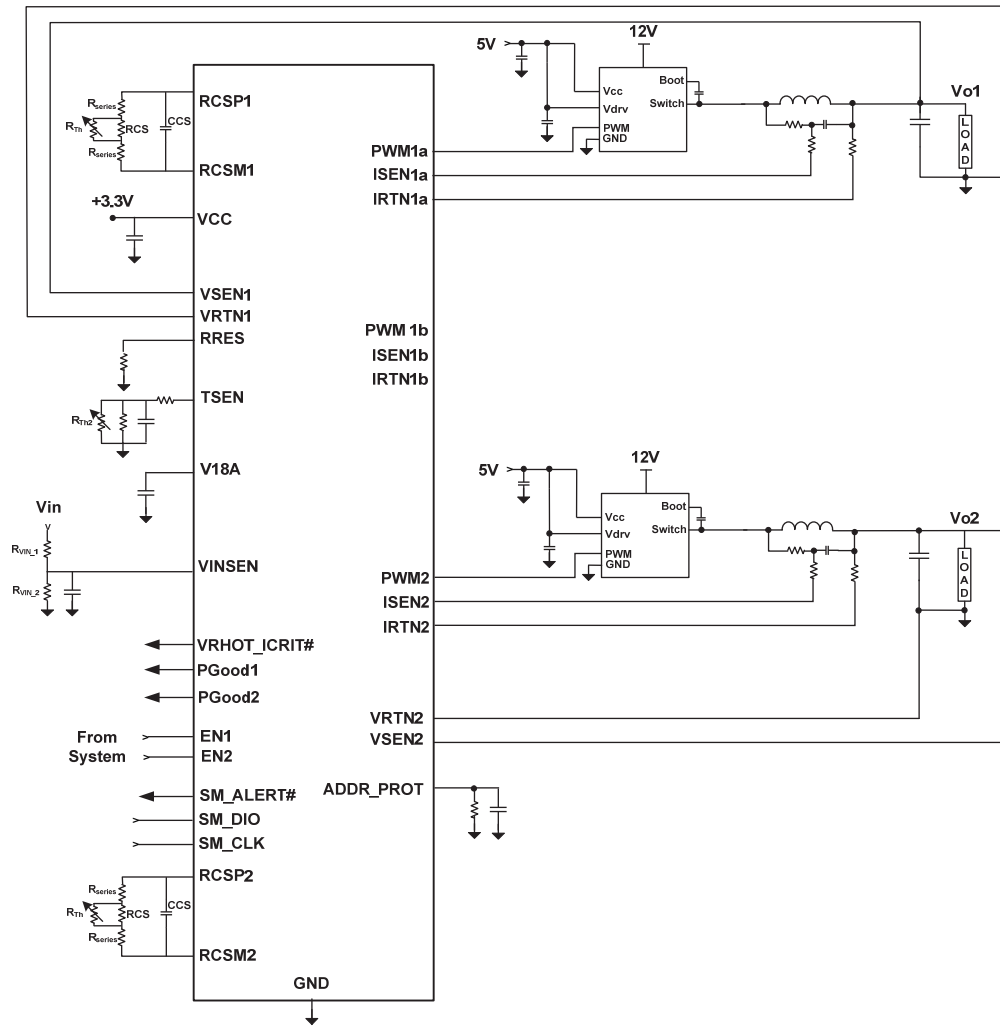 RCSP1
Rseries
RTh
RCS
CCS
Rseries
RCSM1
+3.3V
VCC
VSEN1
VRTN1
RRES
TSEN
RTh2
V18A
Vin
RVIN_1
VINSEN
RVIN_2
VRHOT_ICRIT#
PGood1
PGood2
From
System
EN1
EN2
SM_ALERT#
SM_DIO
SM_CLK
RCSP2
Rseries
RTh
RCS
CCS
Rseries
RCSM2
GND
PWM1a
ISEN1a
IRTN1a
PWM 1b
ISEN1b
IRTN1b
PWM2
ISEN2
IRTN2
VRTN2
VSEN2
ADDR_PROT
12V
5V
Boot
Vcc
Switch
Vdrv
PWM
GND
Vo1
LOAD
12V
5V
Boot
Vcc
Switch
Vdrv
PWM
GND
Vo2
LOAD